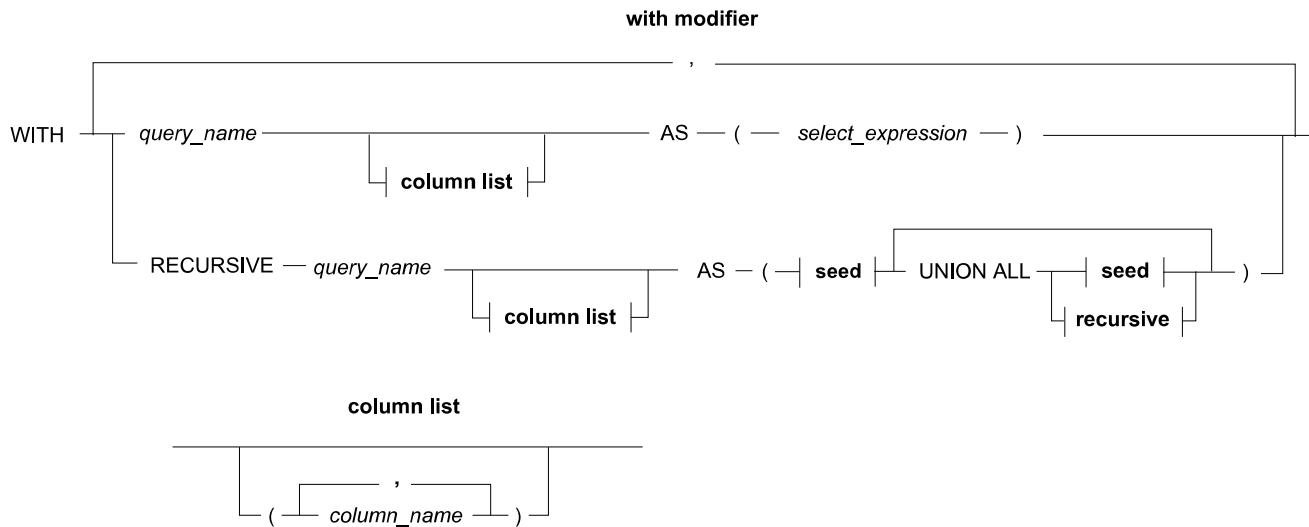 with modifier
,
WITH query_name AS ( select_expression )
column list
RECURSIVE query_name AS ( seed UNION ALL seed )
column list recursive
column list
,
( column_name )